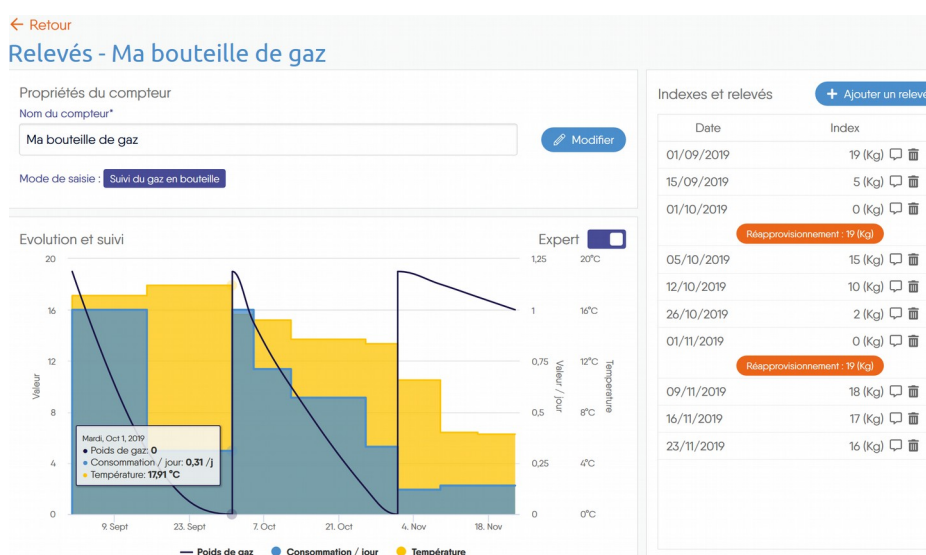 ← Retour
Relevés - Ma bouteille de gaz
Propriétés du compteur
Nom du compteur*
Ma bouteille de gaz
Modifier
Mode de saisie : Suivi du gaz en bouteille
Evolution et suivi
Expert
20
16
12
8
4
0
Valeur
1,25
1
0,75
0,5
0,25
0
Valeur / jour
20°C
16°C
12°C
8°C
4°C
0°C
Temperature
Mardi, Oct 1, 2019
● Poids de gaz: 0
● Consommation / jour: 0,31 /j
● Température: 17,91 °C
9. Sept
23. Sept
7. Oct
21. Oct
4. Nov
18. Nov
Poids de gaz
Consommation / jour
Température
Indexes et relevés
+ Ajouter un relevé
Date Index
01/09/2019 19 (Kg)
15/09/2019 5 (Kg)
01/10/2019 0 (Kg)
Réapprovisionnement : 19 (Kg)
05/10/2019 15 (Kg)
12/10/2019 10 (Kg)
26/10/2019 2 (Kg)
01/11/2019 0 (Kg)
Réapprovisionnement : 19 (Kg)
09/11/2019 18 (Kg)
16/11/2019 17 (Kg)
23/11/2019 16 (Kg)